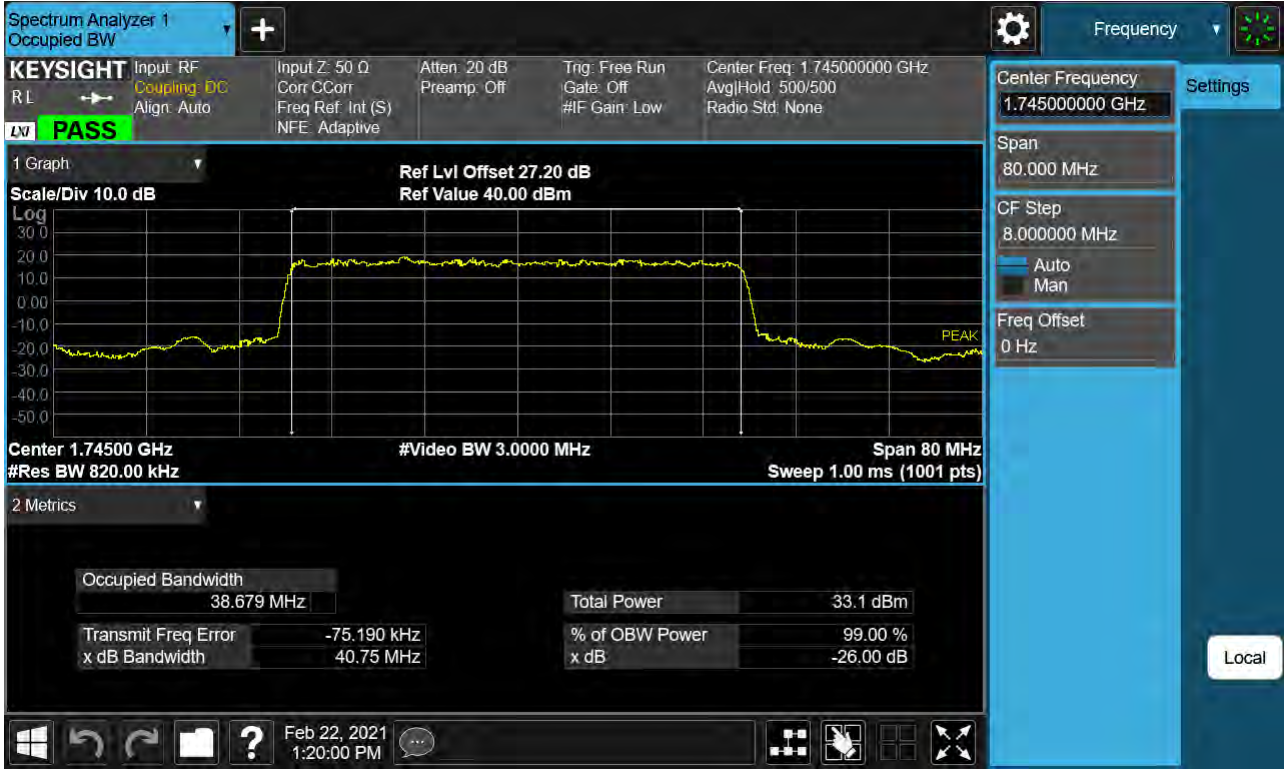 Spectrum Analyzer 1
Occupied BW
+
Frequency
KEYSIGHT
RL
LXI PASS
Input: RF
Coupling: DC
Align: Auto
Input Z: 50 Ω
Corr CCorr
Freq Ref: Int (S)
NFE: Adaptive
Atten: 20 dB
Preamp: Off
Trig: Free Run
Gate: Off
#IF Gain: Low
Center Freq: 1.745000000 GHz
Avg|Hold: 500/500
Radio Std: None
1 Graph
Scale/Div 10.0 dB
Ref Lvl Offset 27.20 dB
Ref Value 40.00 dBm
Log
30.0
20.0
10.0
0.00
-10.0
-20.0
-30.0
-40.0
-50.0
PEAK
Center 1.74500 GHz
#Video BW 3.0000 MHz
Span 80 MHz
#Res BW 820.00 kHz
Sweep 1.00 ms (1001 pts)
2 Metrics
Occupied Bandwidth
38.679 MHz
Total Power 33.1 dBm
Transmit Freq Error -75.190 kHz
% of OBW Power 99.00 %
x dB Bandwidth 40.75 MHz
x dB -26.00 dB
Center Frequency
1.745000000 GHz
Settings
Span
80.000 MHz
CF Step
8.000000 MHz
Auto
Man
Freq Offset
0 Hz
Local
?
Feb 22, 2021
1:20:00 PM